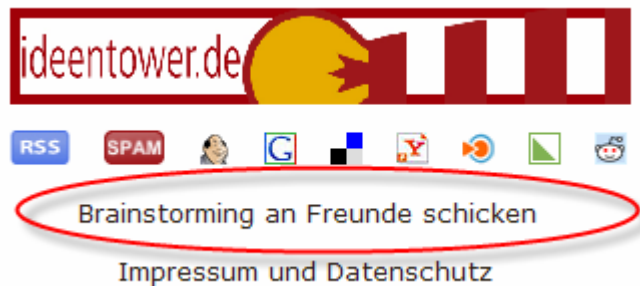 ideentower.de
RSS SPAM G Y
Brainstorming an Freunde schicken
Impressum und Datenschutz